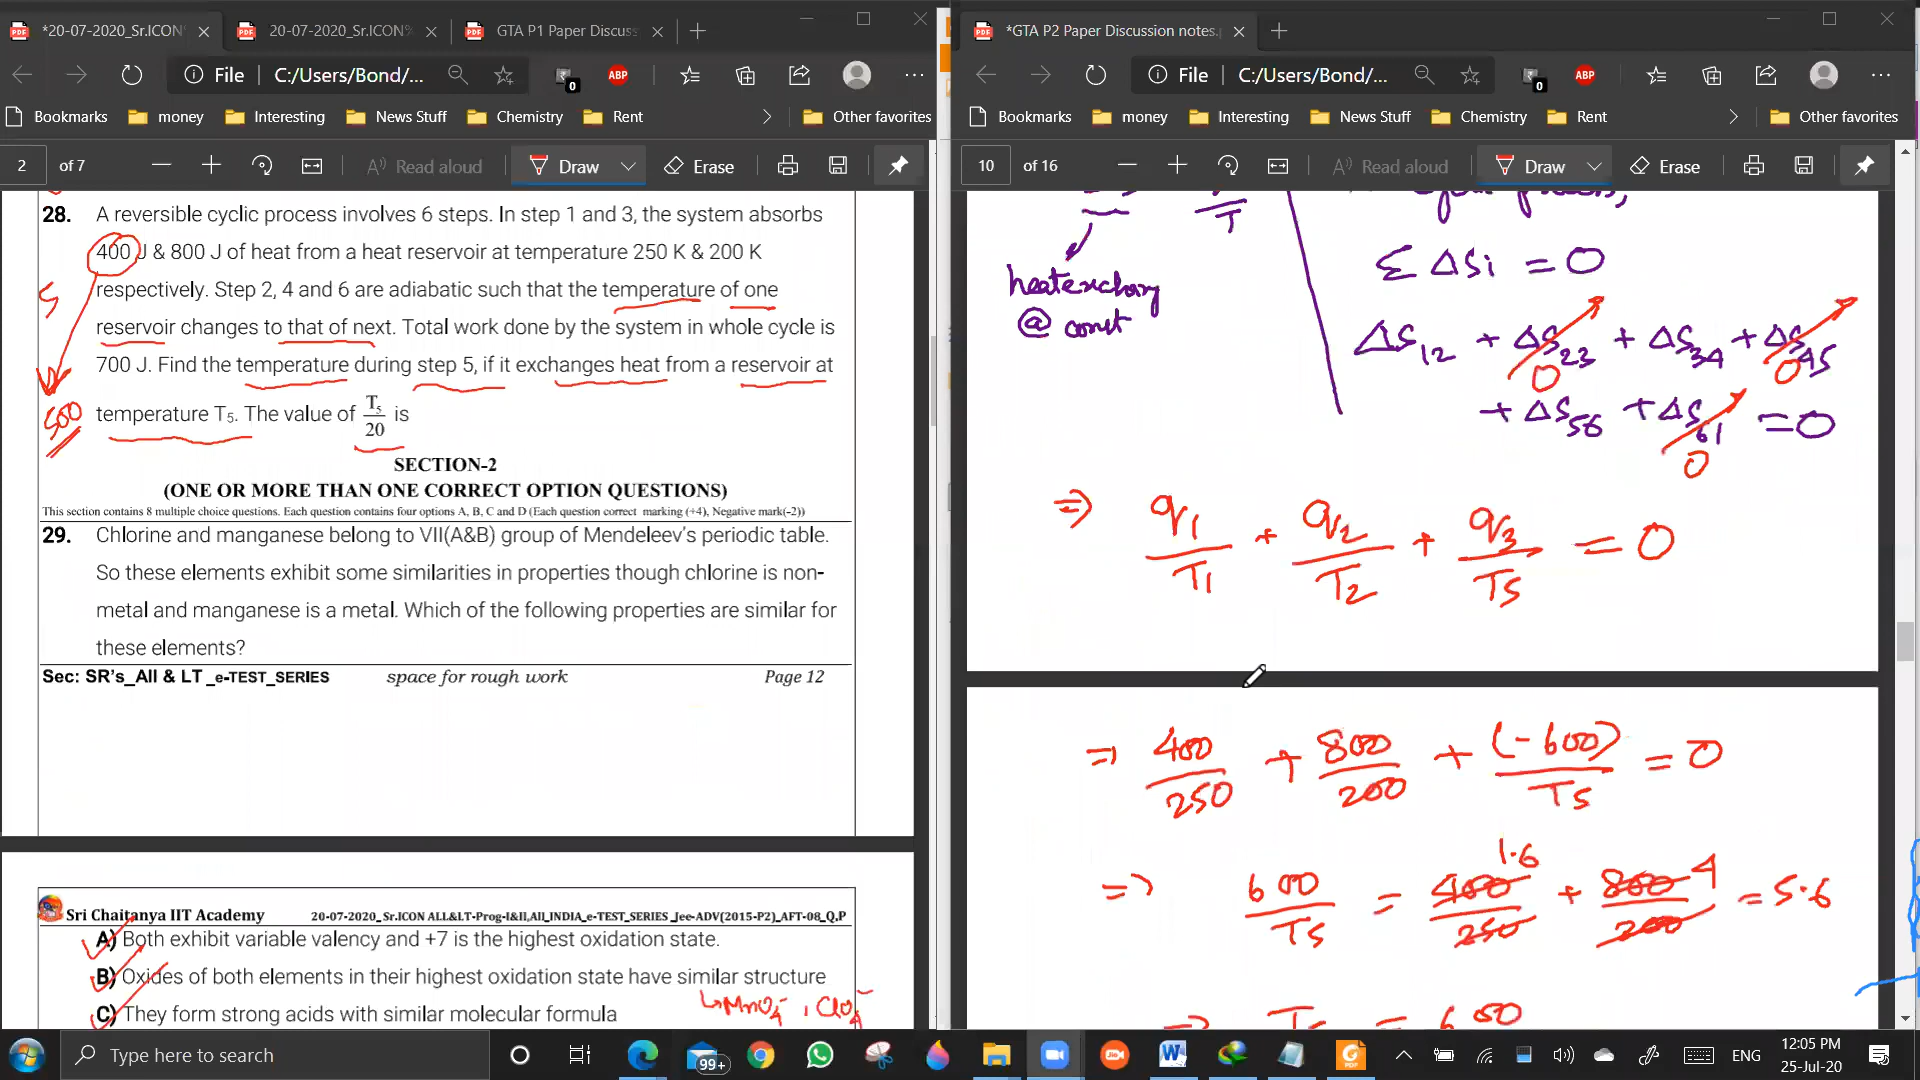 *20-07-2020_Sr.ICON
20-07-2020_Sr.ICON
GTA P1 Paper Discuss
File
C:/Users/Bond/...
ABP
0
Bookmarks
money
Interesting
News Stuff
Chemistry
Rent
Other favorites
2 of 7
Read aloud
Draw
Erase
28. A reversible cyclic process involves 6 steps. In step 1 and 3, the system absorbs
400 J & 800 J of heat from a heat reservoir at temperature 250 K & 200 K
respectively. Step 2, 4 and 6 are adiabatic such that the temperature of one
reservoir changes to that of next. Total work done by the system in whole cycle is
700 J. Find the temperature during step 5, if it exchanges heat from a reservoir at
500
temperature T5. The value of T5/20 is
SECTION-2
(ONE OR MORE THAN ONE CORRECT OPTION QUESTIONS)
This section contains 8 multiple choice questions. Each question contains four options A, B, C and D (Each question correct marking (+4), Negative mark(-2))
29. Chlorine and manganese belong to VII(A&B) group of Mendeleev's periodic table.
So these elements exhibit some similarities in properties though chlorine is non-
metal and manganese is a metal. Which of the following properties are similar for
these elements?
Sec: SR's_All & LT _e-TEST_SERIES space for rough work Page 12
Sri Chaitanya IIT Academy 20-07-2020_Sr.ICON ALL&LT-Prog-I&II,All_INDIA_e-TEST_SERIES_Jee-ADV(2015-P2)_AFT-08_Q.P
A) Both exhibit variable valency and +7 is the highest oxidation state.
B) Oxides of both elements in their highest oxidation state have similar structure
MnO4-, ClO4-
C) They form strong acids with similar molecular formula
*GTA P2 Paper Discussion notes.
File
C:/Users/Bond/...
ABP
0
Bookmarks
money
Interesting
News Stuff
Chemistry
Rent
Other favorites
10 of 16
Read aloud
Draw
Erase
T
@ const
Σ ΔSi = 0
ΔS12 + ΔS23 + ΔS34 + ΔS45
0 0
+ ΔS56 + ΔS61 = 0
0
⇒ q1/T1 + q2/T2 + q3/T5 = 0
⇒ 400/250 + 800/200 + (-600)/T5 = 0
1.6 4
⇒ 600/T5 = 400/250 + 800/200 = 5.6
⇒ T5 = 600
Type here to search
99+
ENG
12:05 PM
25-Jul-20